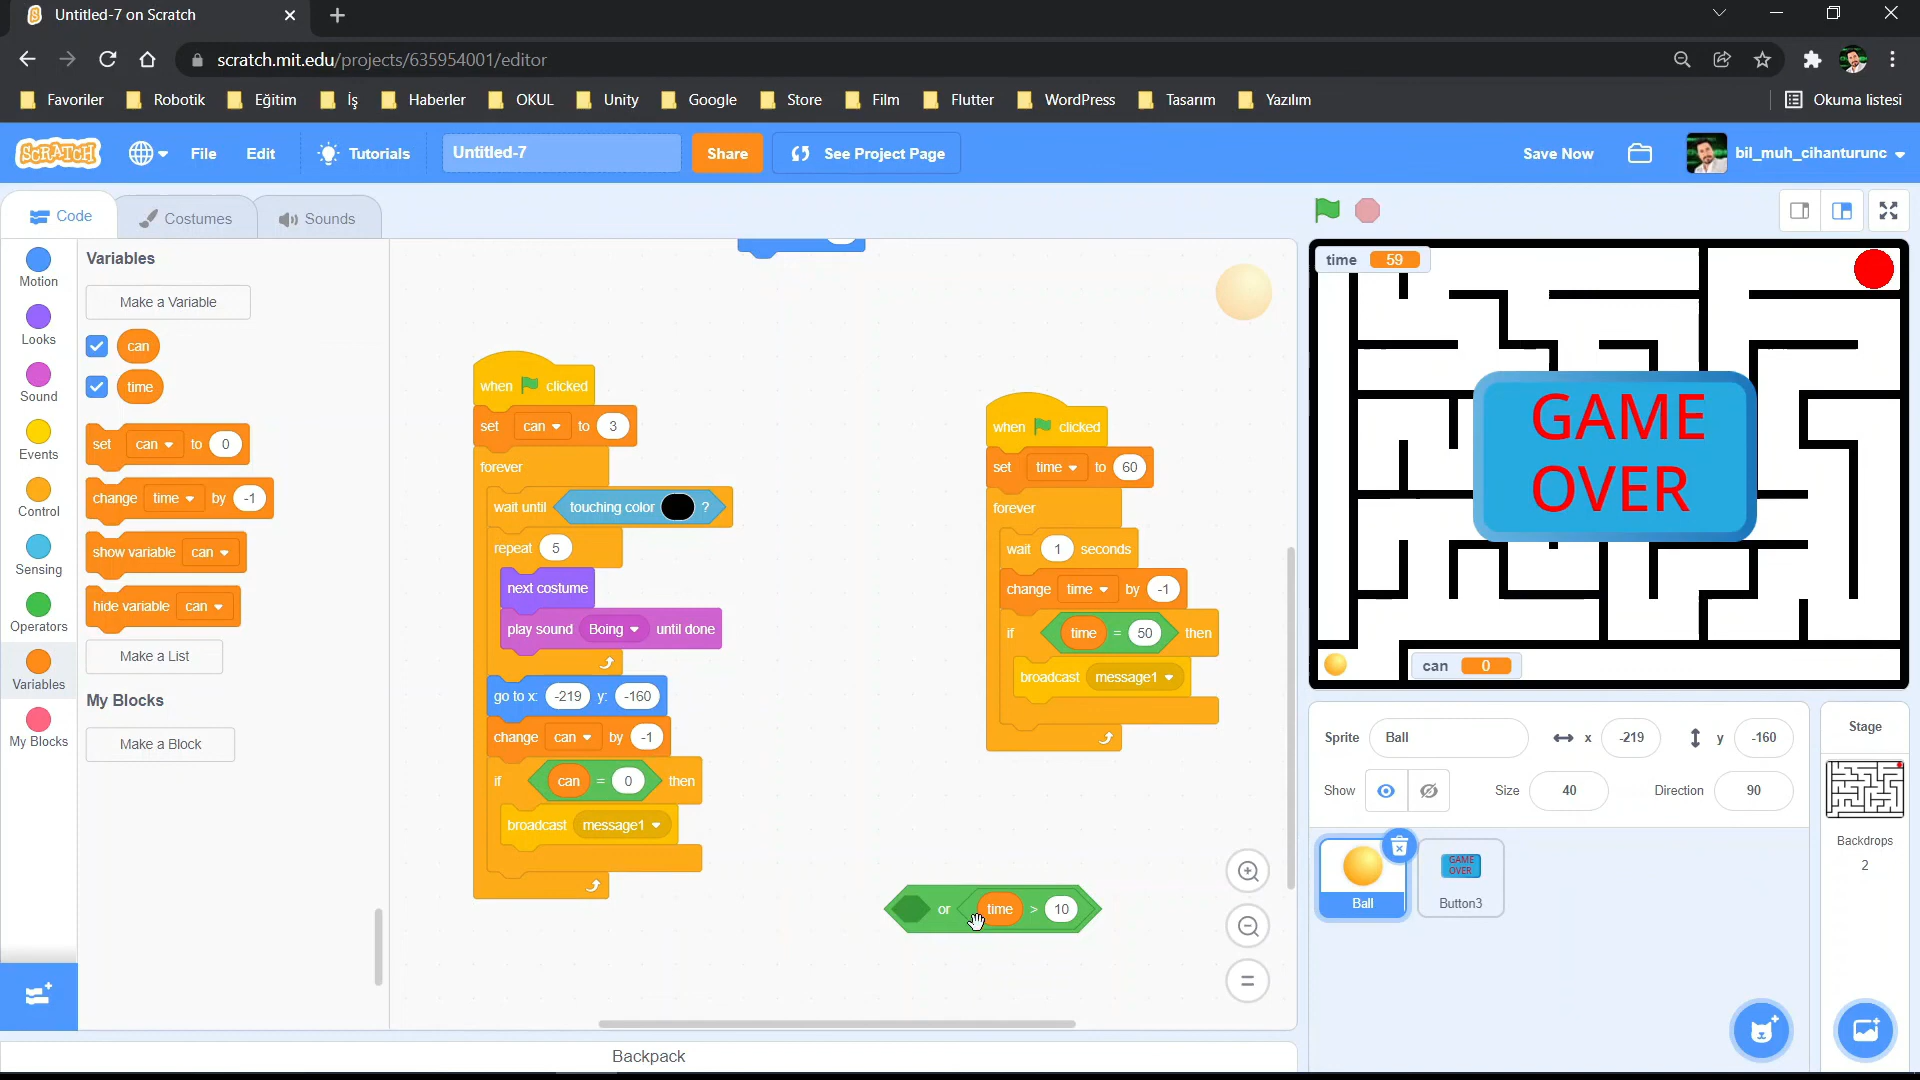 Untitled-7 on Scratch
scratch.mit.edu/projects/635954001/editor
Favoriler Robotik Eğitim İş Haberler OKUL Unity Google Store Film Flutter WordPress Tasarım Yazılım Okuma listesi
SCRATCH File Edit Tutorials Untitled-7 Share See Project Page Save Now bil_muh_cihanturunc
Code Costumes Sounds
Motion
Looks
Sound
Events
Control
Sensing
Operators
Variables
My Blocks
Variables
Make a Variable
can
time
set can to 0
change time by -1
show variable can
hide variable can
Make a List
My Blocks
Make a Block
when clicked
set can to 3
forever
wait until touching color ?
repeat 5
next costume
play sound Boing until done
go to x: -219 y: -160
change can by -1
if can = 0 then
broadcast message1
when clicked
set time to 60
forever
wait 1 seconds
change time by -1
if time = 50 then
broadcast message1
or time > 10
time 59
GAME
OVER
can 0
Sprite Ball x -219 y -160
Show Size 40 Direction 90
Ball
GAME
OVER
Button3
Stage
Backdrops
2
Backpack